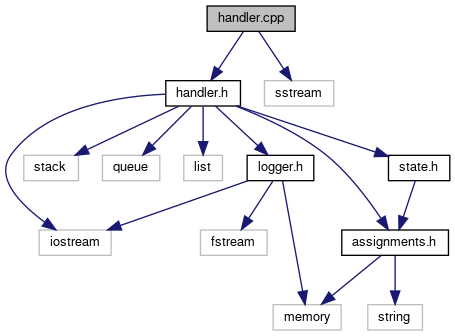 handler.cpp
handler.h
sstream
stack
queue
list
logger.h
state.h
iostream
fstream
assignments.h
memory
string